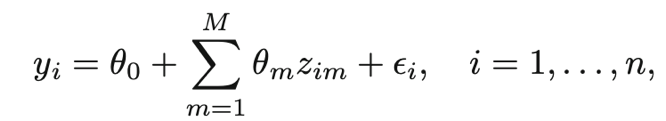 $y_i = \theta_0 + \sum_{m=1}^{M} \theta_m z_{im} + \epsilon_i, \quad i = 1, \ldots, n,$